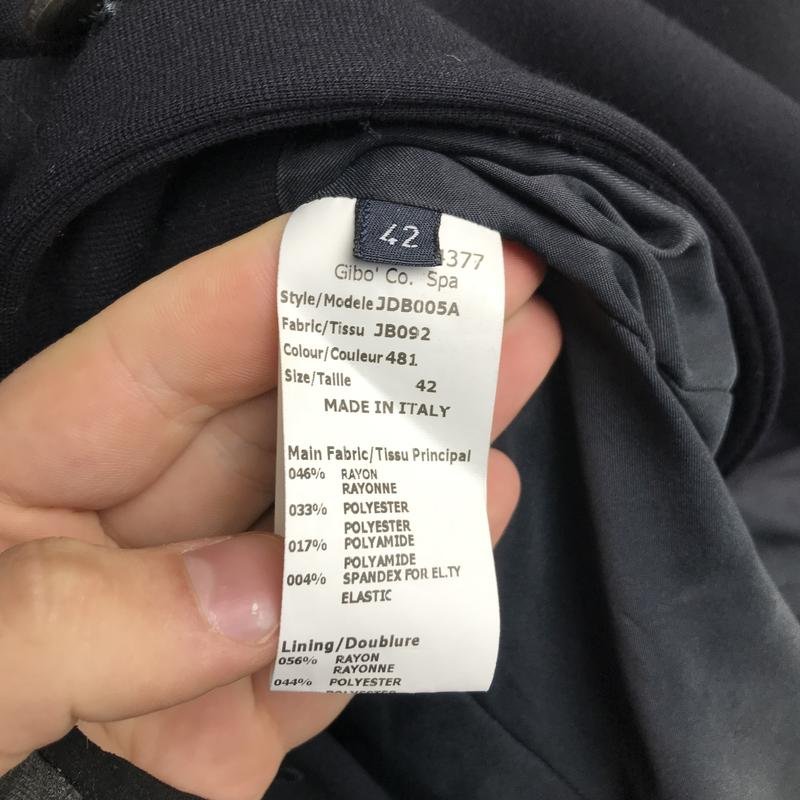 42
377
Gibo' Co. Spa
Style/Modele JDB005A
Fabric/Tissu JB092
Colour/Couleur 481
Size/Taille 42
MADE IN ITALY
Main Fabric/Tissu Principal
046% RAYON
RAYONNE
033% POLYESTER
POLYESTER
017% POLYAMIDE
POLYAMIDE
004% SPANDEX FOR EL.TY
ELASTIC
Lining/Doublure
056% RAYON
RAYONNE
044% POLYESTER
POLYESTER